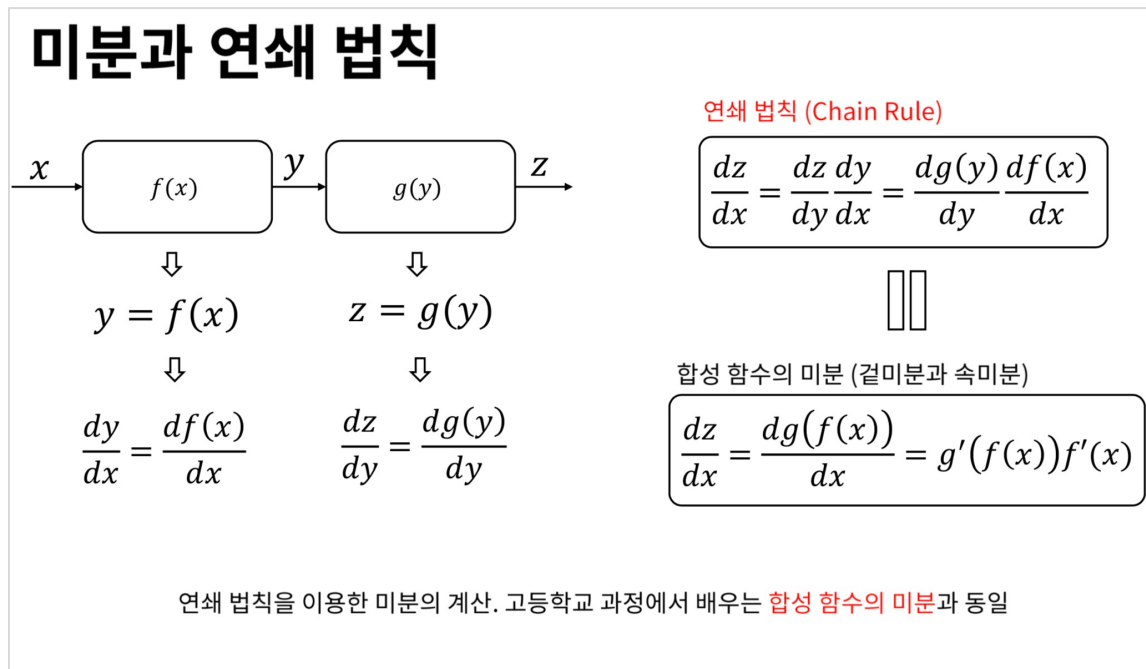 미분과 연쇄 법칙
x
f(x)
y
g(y)
z
y = f(x)
z = g(y)
dy/dx = df(x)/dx
dz/dy = dg(y)/dy
연쇄 법칙 (Chain Rule)
dz/dx = dz/dy dy/dx = dg(y)/dy df(x)/dx
합성 함수의 미분 (겉미분과 속미분)
dz/dx = dg(f(x))/dx = g′(f(x))f′(x)
연쇄 법칙을 이용한 미분의 계산. 고등학교 과정에서 배우는 합성 함수의 미분과 동일